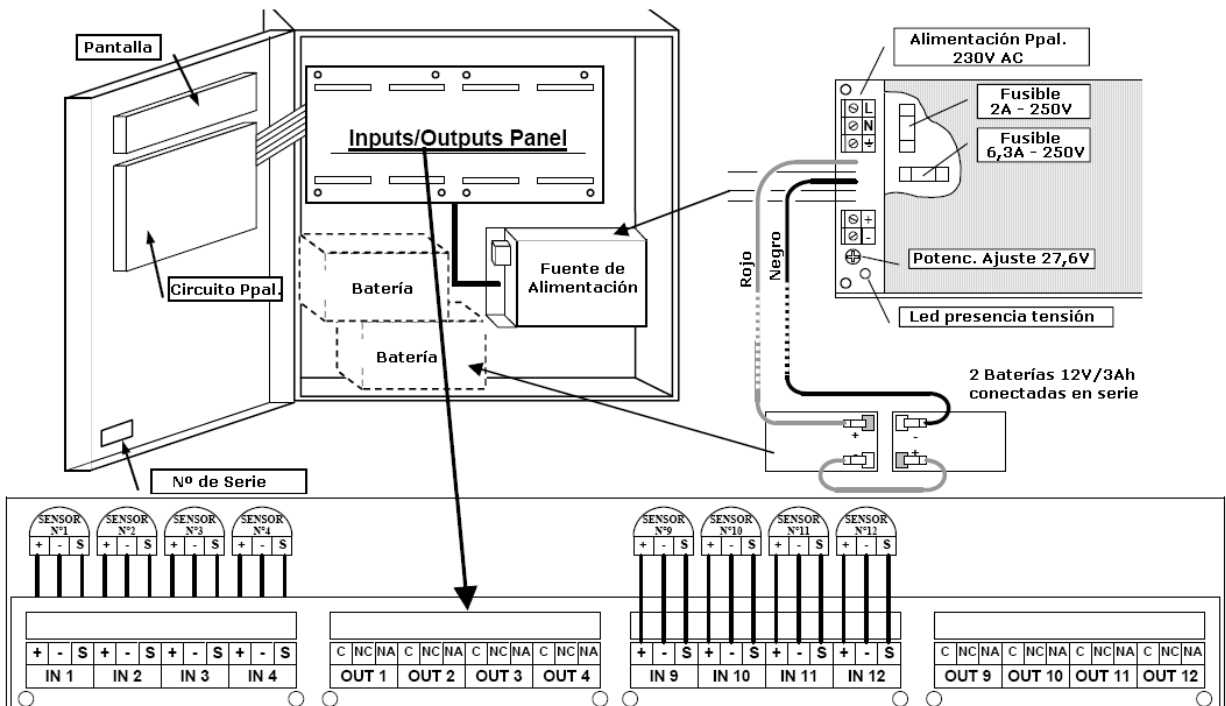 Pantalla
Inputs/Outputs Panel
Circuito Ppal.
Batería
Batería
Fuente de
Alimentación
Nº de Serie
Alimentación Ppal.
230V AC
L
N
Fusible
2A - 250V
Fusible
6,3A - 250V
+
-
Potenc. Ajuste 27,6V
Led presencia tensión
Rojo
Negro
2 Baterías 12V/3Ah
conectadas en serie
+ -
- +
SENSOR Nº1 SENSOR Nº2 SENSOR Nº3 SENSOR Nº4 SENSOR Nº9 SENSOR Nº10 SENSOR Nº11 SENSOR Nº12
+ - S + - S + - S + - S + - S + - S + - S + - S
+ - S + - S + - S + - S C NC NA C NC NA C NC NA C NC NA + - S + - S + - S + - S C NC NA C NC NA C NC NA C NC NA
IN 1 IN 2 IN 3 IN 4 OUT 1 OUT 2 OUT 3 OUT 4 IN 9 IN 10 IN 11 IN 12 OUT 9 OUT 10 OUT 11 OUT 12